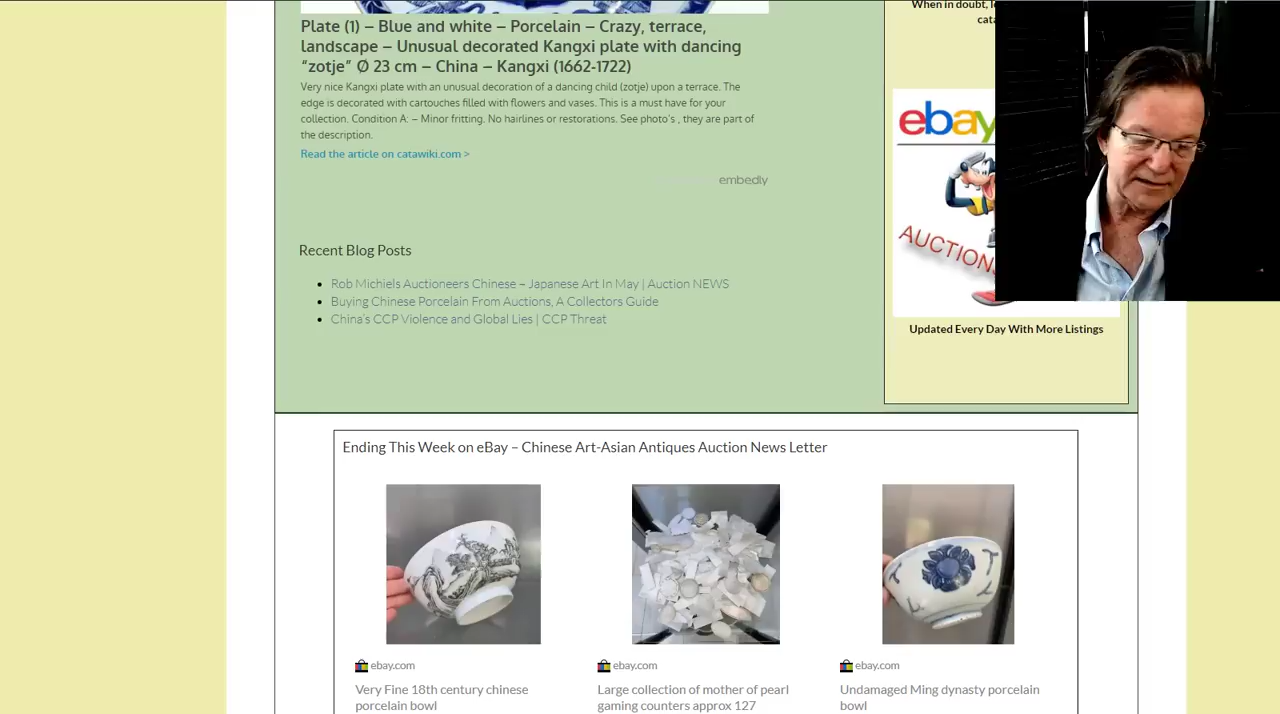 Plate (1) – Blue and white – Porcelain – Crazy, terrace,
landscape – Unusual decorated Kangxi plate with dancing
“zotje” Ø 23 cm – China – Kangxi (1662-1722)
Very nice Kangxi plate with an unusual decoration of a dancing child (zotje) upon a terrace. The
edge is decorated with cartouches filled with flowers and vases. This is a must have for your
collection. Condition A: – Minor fritting. No hairlines or restorations. See photo's , they are part of
the description.
Read the article on catawiki.com >
embedly
Recent Blog Posts
Rob Michiels Auctioneers Chinese – Japanese Art In May | Auction NEWS
Buying Chinese Porcelain From Auctions, A Collectors Guide
China's CCP Violence and Global Lies | CCP Threat
When in doubt,
ebay
AUCTIONS
Updated Every Day With More Listings
Ending This Week on eBay – Chinese Art-Asian Antiques Auction News Letter
ebay.com
Very Fine 18th century chinese
porcelain bowl
ebay.com
Large collection of mother of pearl
gaming counters approx 127
ebay.com
Undamaged Ming dynasty porcelain
bowl